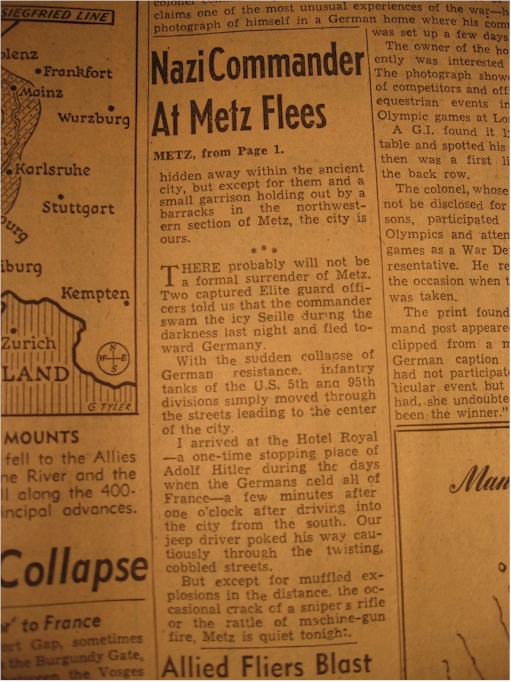 SIEGFRIED LINE
Frankfort
Mainz
Wurzburg
Karlsruhe
Stuttgart
Kempten
Zurich
LAND
N
W E
S
G. TYLER
MOUNTS
fell to the Allies
River and the
along the 400-
advances.
Collapse
to France
Gap, sometimes
the Burgundy Gate,
the Vosges
claims one of the most unusual experiences of the war—
photograph of himself in a German home where his
Nazi Commander
At Metz Flees
METZ, from Page 1.
hidden away within the ancient
city, but except for them and a
small garrison holding out by a
barracks in the northwest-
ern section of Metz, the city is
ours.
* * *
THERE probably will not be
a formal surrender of Metz.
Two captured Elite guard offi-
cers told us that the commander
swam the icy Seille during the
darkness last night and fled to-
ward Germany.
With the sudden collapse of
German resistance, infantry
tanks of the U.S. 5th and 95th
divisions simply moved through
the streets leading to the center
of the city.
I arrived at the Hotel Royal
—a one-time stopping place of
Adolf Hitler during the days
when the Germans held all of
France—a few minutes after
one o'clock after driving into
the city from the south. Our
jeep driver poked his way cau-
tiously through the twisting,
cobbled streets.
But except for muffled ex-
plosions in the distance, the oc-
casional crack of a sniper's rifle
or the rattle of machine-gun
fire, Metz is quiet tonight.
Allied Fliers Blast
was set up a few days
The owner of the
was interested
The photograph
of competitors and
equestrian events in
Olympic games at
A G.I. found it
table and spotted his
then was a first
the back row.
The colonel, whose
not be disclosed for
sons, participated
Olympics and
games as a War
resentative. He
the occasion when
was taken.
The print found
mand post
clipped from a
German caption
had not
ticular event but
had, she
been the winner."